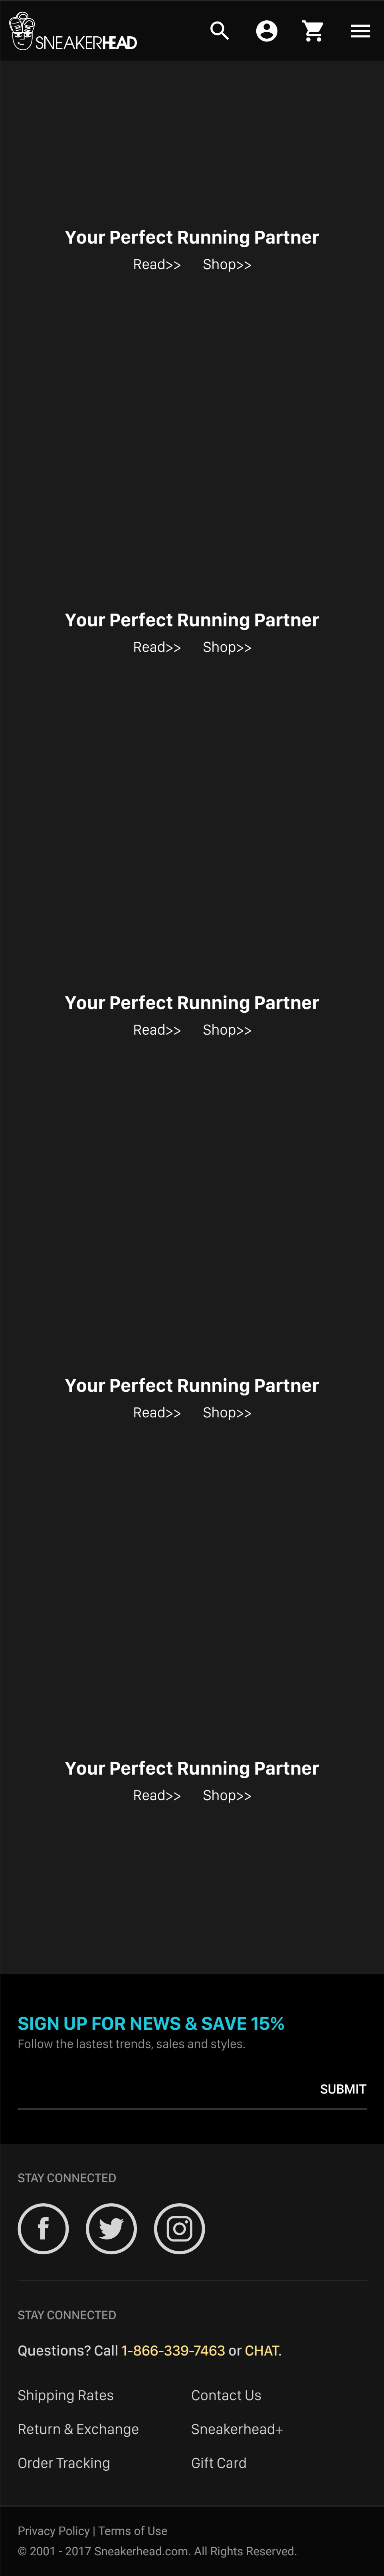 SNEAKERHEAD
Your Perfect Running Partner
Read>> Shop>>
Your Perfect Running Partner
Read>> Shop>>
Your Perfect Running Partner
Read>> Shop>>
Your Perfect Running Partner
Read>> Shop>>
Your Perfect Running Partner
Read>> Shop>>
SIGN UP FOR NEWS & SAVE 15%
Follow the lastest trends, sales and styles.
SUBMIT
STAY CONNECTED
STAY CONNECTED
Questions? Call 1-866-339-7463 or CHAT.
Shipping Rates Contact Us
Return & Exchange Sneakerhead+
Order Tracking Gift Card
Privacy Policy | Terms of Use
© 2001 - 2017 Sneakerhead.com. All Rights Reserved.